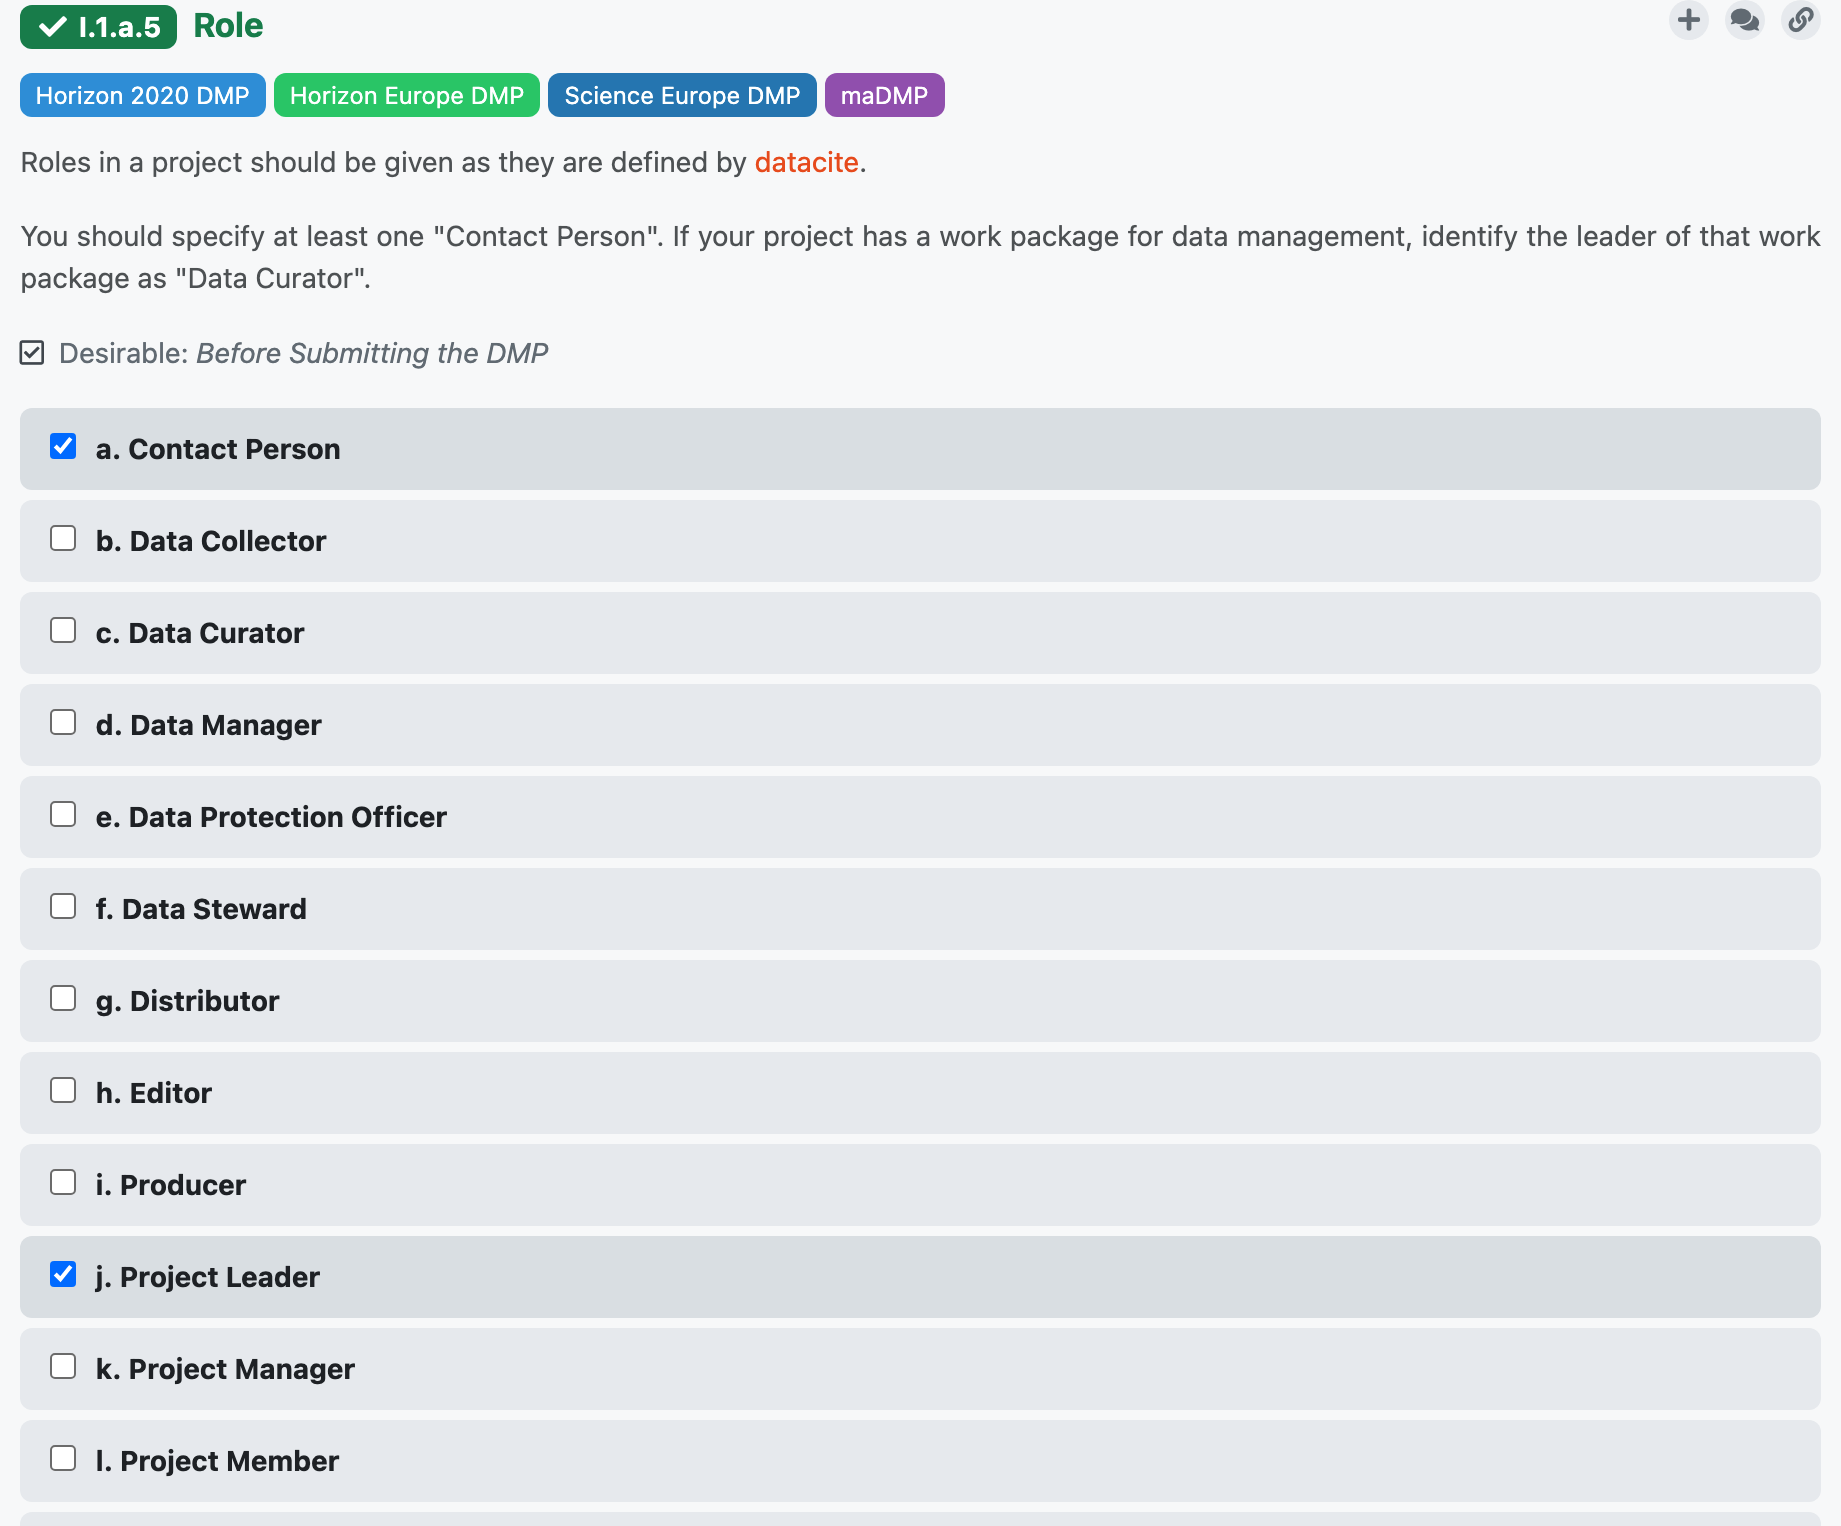 I.1.a.5 Role
Horizon 2020 DMP Horizon Europe DMP Science Europe DMP maDMP
Roles in a project should be given as they are defined by datacite.
You should specify at least one "Contact Person". If your project has a work package for data management, identify the leader of that work
package as "Data Curator".
Desirable: Before Submitting the DMP
a. Contact Person
b. Data Collector
c. Data Curator
d. Data Manager
e. Data Protection Officer
f. Data Steward
g. Distributor
h. Editor
i. Producer
j. Project Leader
k. Project Manager
l. Project Member